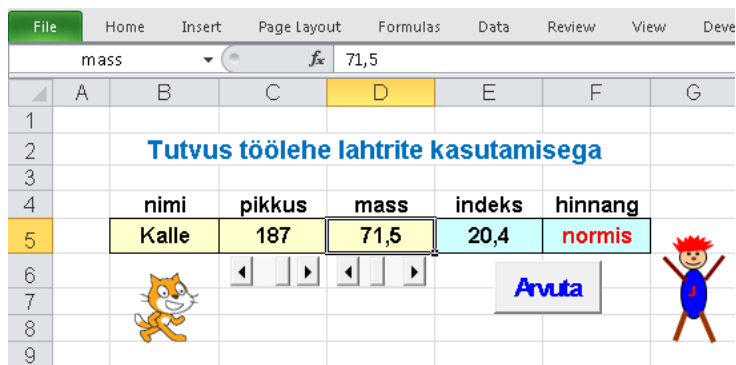 File Home Insert Page Layout Formulas Data Review View Deve
mass fx 71,5
A B C D E F G
1
2 Tutvus töölehe lahtrite kasutamisega
3
4 nimi pikkus mass indeks hinnang
5 Kalle 187 71,5 20,4 normis
6
Arvuta J
7
8
9